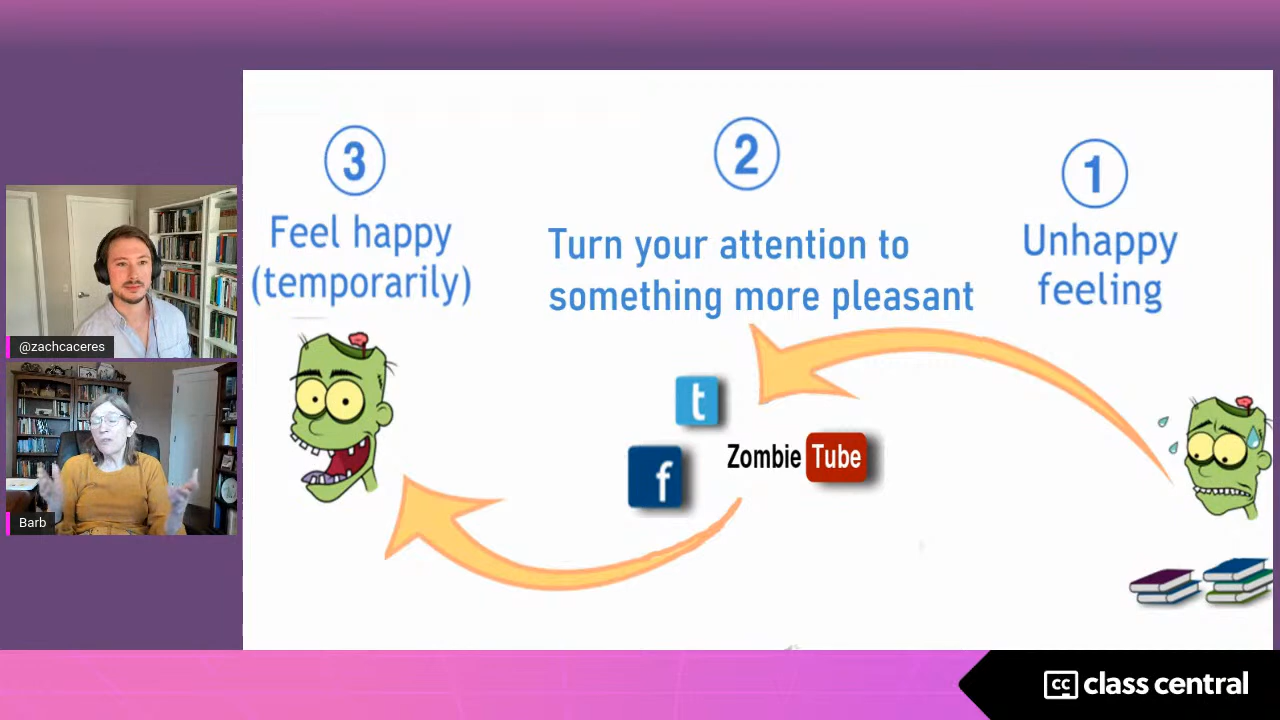 3
Feel happy
(temporarily)
2
Turn your attention to
something more pleasant
1
Unhappy
feeling
t
f
Zombie Tube
@zachcaceres
Barb
cc class central